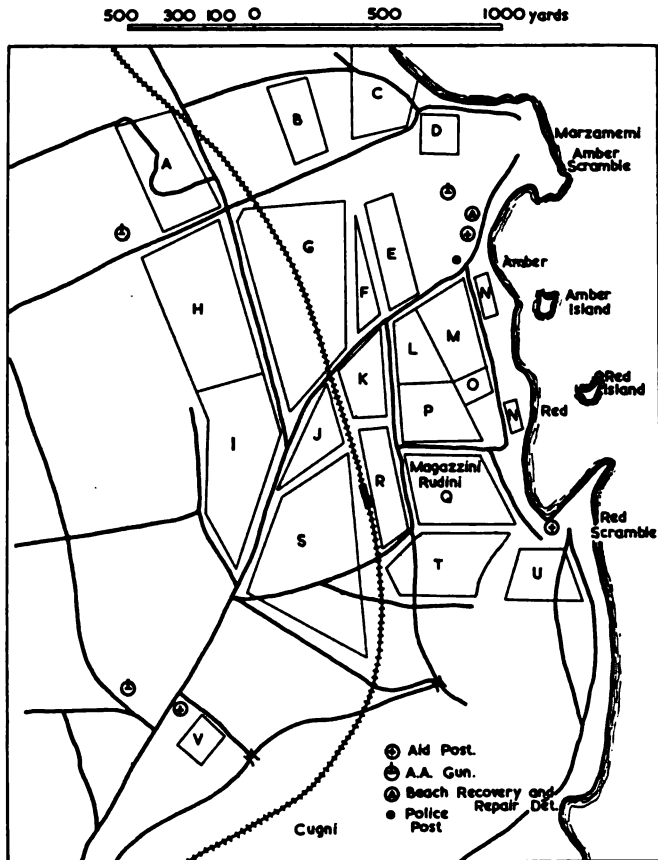 500 300 100 0 500 1000 yards
C
B
D
Marzamemi
Amber
Scramble
A
G
E
Amber
F
N
Amber
Island
H
L
M
K
O
Red
Island
P
N
Red
J
I
Magazzini
Rudini
Q
R
Red
Scramble
S
T
U
V
Aid Post.
A.A. Gun.
Beach Recovery and
Repair Det.
Police
Post
Cugni